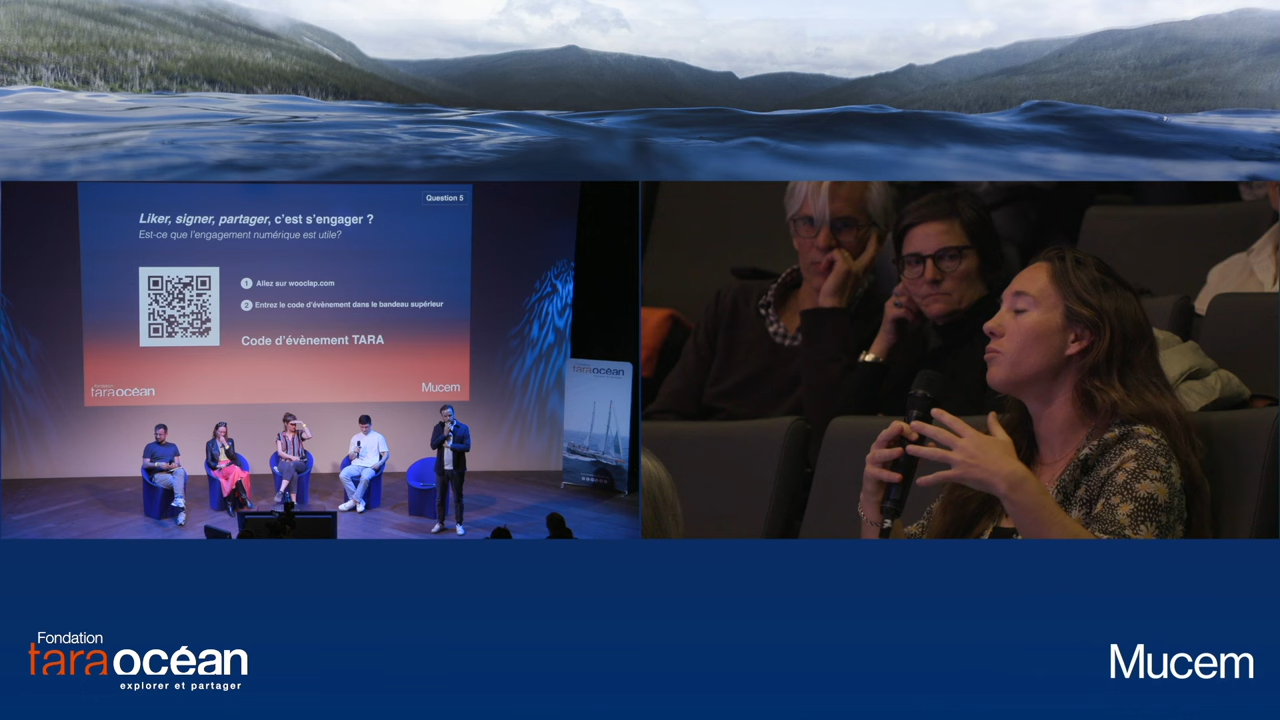 Question 5
Liker, signer, partager, c'est s'engager ?
Est-ce que l'engagement numérique est utile?
1 Allez sur wooclap.com
2 Entrez le code d'évènement dans le bandeau supérieur
Code d'évènement TARA
Fondation
taraocéan
Mucem
taraocéan
Fondation
taraocéan
explorer et partager
Mucem